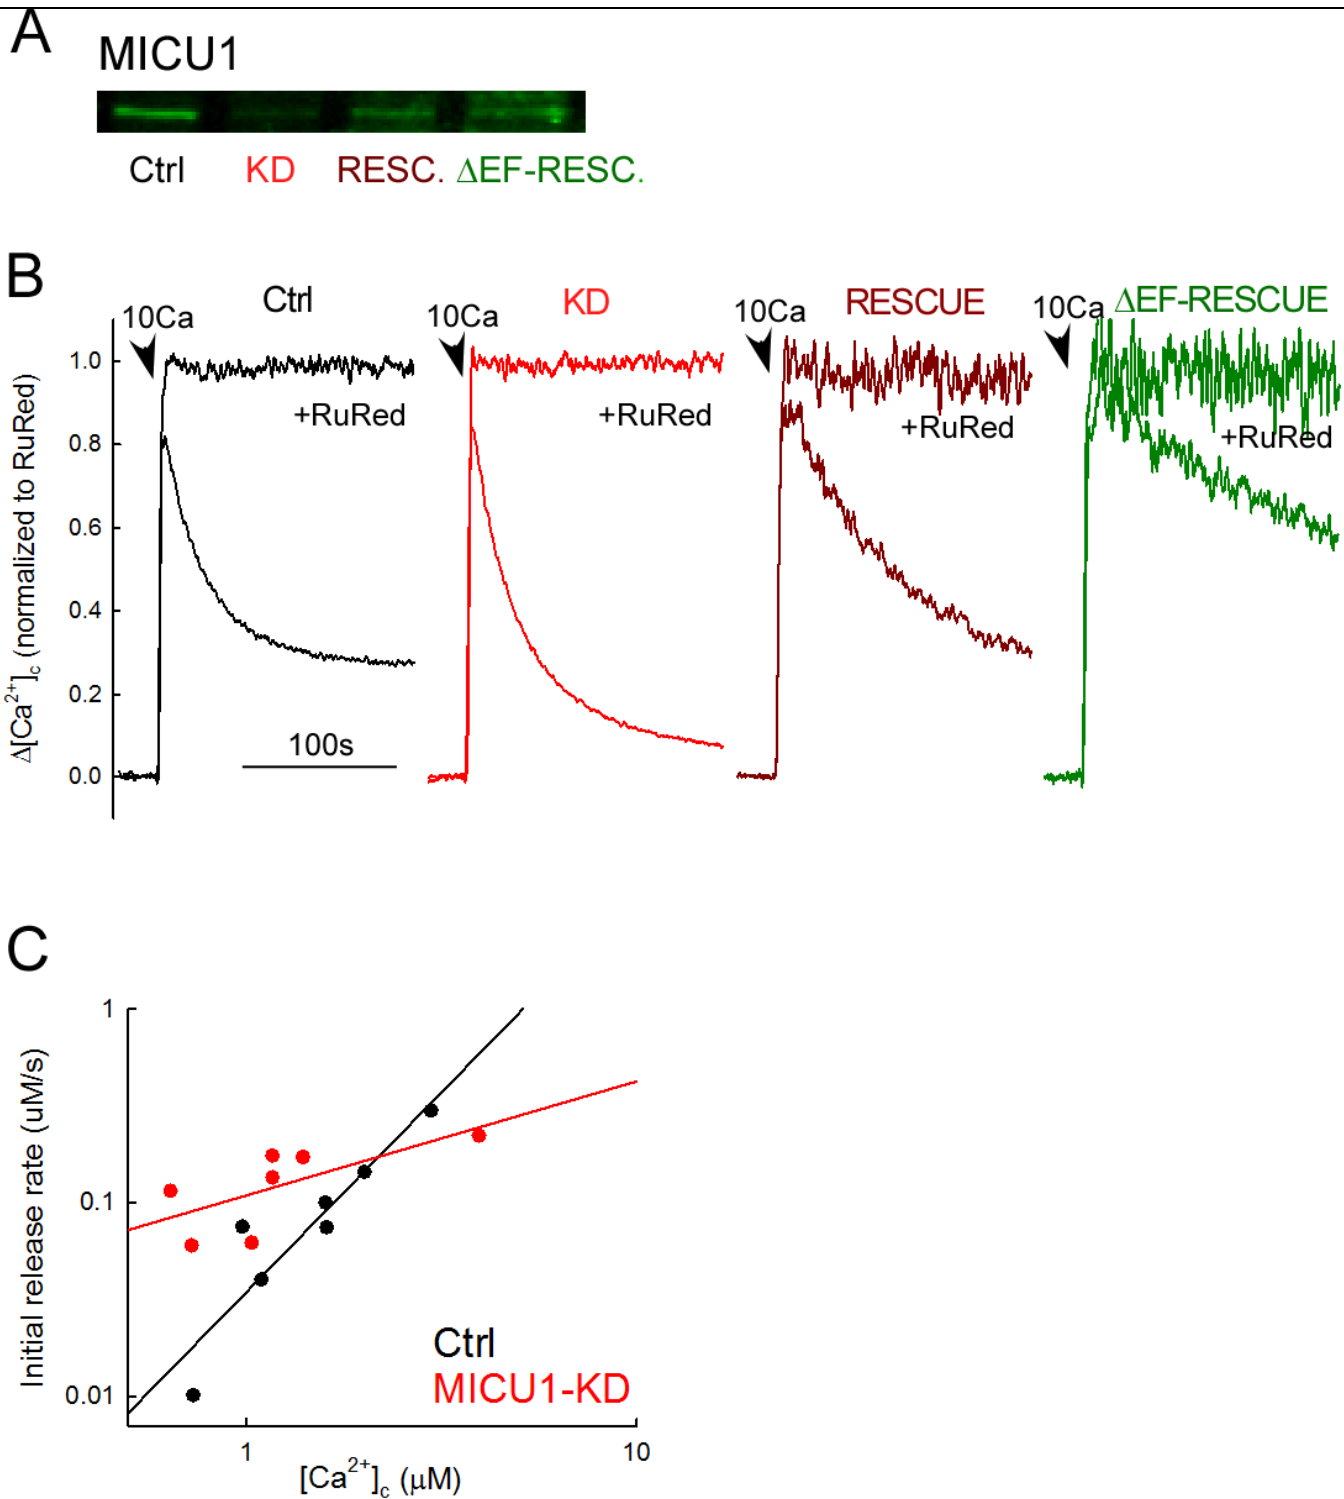 A
MICU1
Ctrl KD RESC. ΔEF-RESC.
B
10Ca Ctrl 10Ca KD 10Ca RESCUE 10Ca ΔEF-RESCUE
Δ[Ca²⁺]c (normalized to RuRed)
1.0
0.8
0.6
0.4
0.2
0.0
+RuRed +RuRed +RuRed +RuRed
100s
C
Initial release rate (uM/s)
1
0.1
0.01
Ctrl
MICU1-KD
1 10
[Ca²⁺]c (μM)